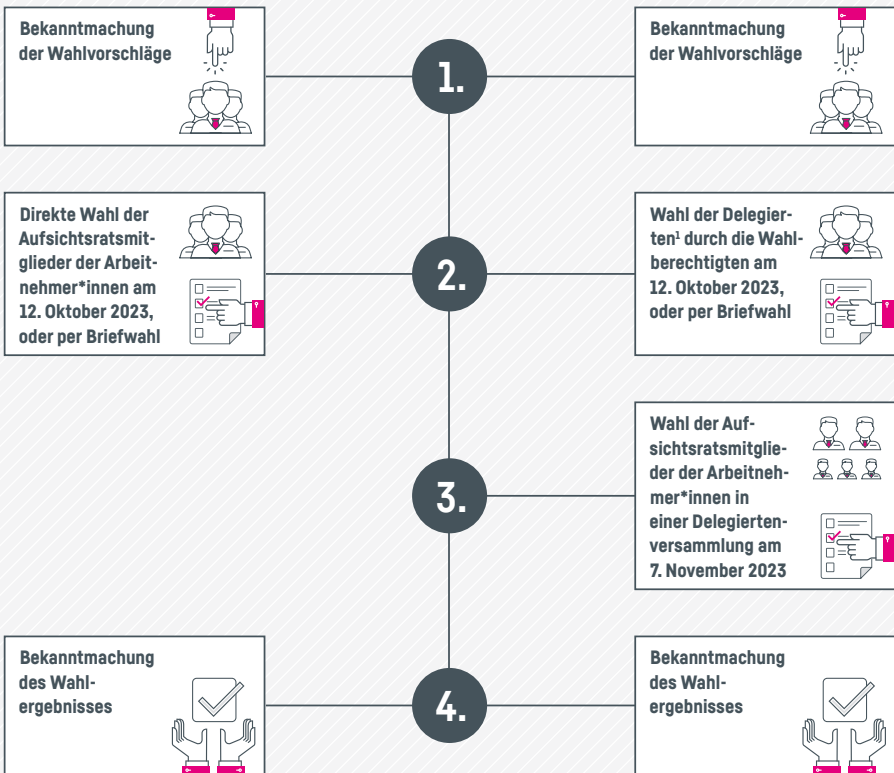 Bekanntmachung
der Wahlvorschläge
1.
Bekanntmachung
der Wahlvorschläge
Direkte Wahl der
Aufsichtsratsmit-
glieder der Arbeit-
nehmer*innen am
12. Oktober 2023,
oder per Briefwahl
2.
Wahl der Delegier-
ten¹ durch die Wahl-
berechtigten am
12. Oktober 2023,
oder per Briefwahl
3.
Wahl der Auf-
sichtsratsmitglie-
der der Arbeitneh-
mer*innen in
einer Delegierten-
versammlung am
7. November 2023
Bekanntmachung
des Wahl-
ergebnisses
4.
Bekanntmachung
des Wahl-
ergebnisses